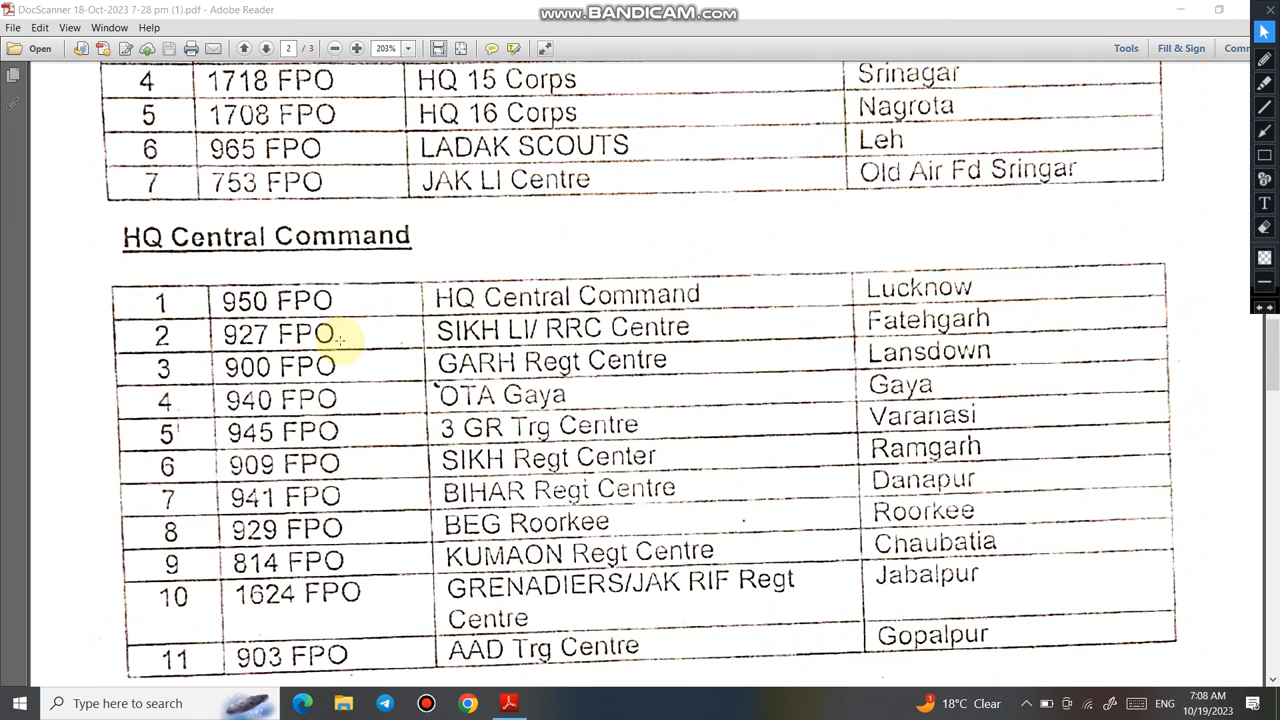 DocScanner 18-Oct-2023 7-28 pm (1).pdf - Adobe Reader
www.BANDICAM.com
File Edit View Window Help
Open 2 / 3 203% Tools Fill & Sign Comm
4 1718 FPO HQ 15 Corps Srinagar
5 1708 FPO HQ 16 Corps Nagrota
6 965 FPO LADAK SCOUTS Leh
7 753 FPO JAK LI Centre Old Air Fd Sringar
HQ Central Command
1 950 FPO HQ Central Command Lucknow
2 927 FPO SIKH LI/ RRC Centre Fatehgarh
3 900 FPO GARH Regt Centre Lansdown
4 940 FPO OTA Gaya Gaya
5 945 FPO 3 GR Trg Centre Varanasi
6 909 FPO SIKH Regt Center Ramgarh
7 941 FPO BIHAR Regt Centre Danapur
8 929 FPO BEG Roorkee Roorkee
9 814 FPO KUMAON Regt Centre Chaubatia
10 1624 FPO GRENADIERS/JAK RIF Regt Jabalpur
Centre
11 903 FPO AAD Trg Centre Gopalpur
Type here to search 18°C Clear ENG 7:08 AM
10/19/2023